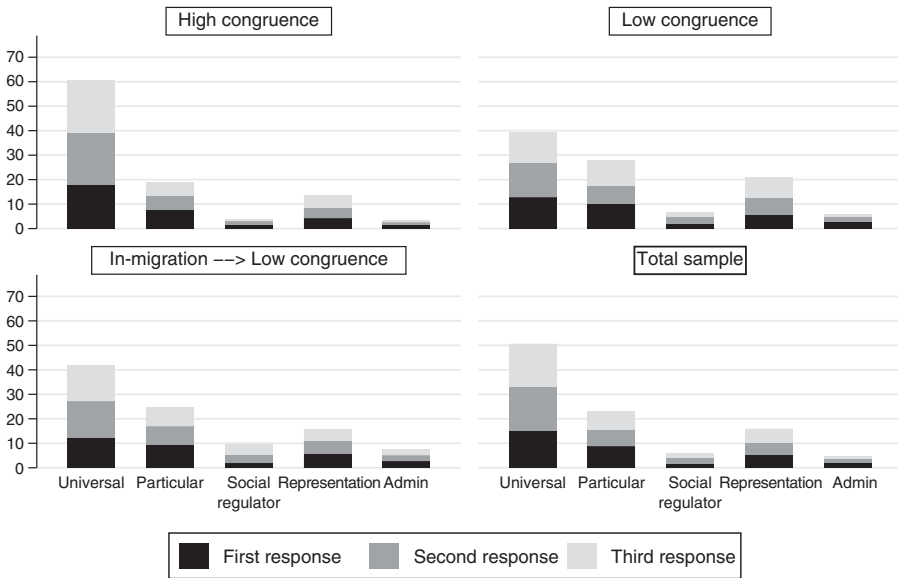 High congruence
Low congruence
70
60
50
40
30
20
10
0
In-migration --> Low congruence
Total sample
70
60
50
40
30
20
10
0
Universal Particular Social Representation Admin
regulator
Universal Particular Social Representation Admin
regulator
First response Second response Third response